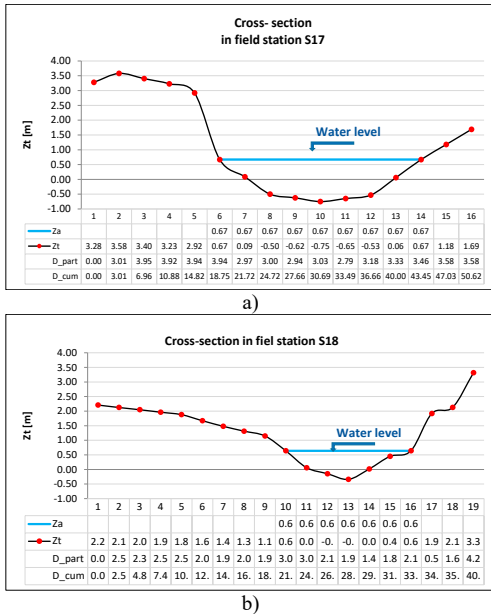 Cross- section
in field station S17
4.00
3.50
3.00
2.50
2.00
1.50
1.00
0.50
0.00
-0.50
-1.00
Zt [m]
Water level
1 2 3 4 5 6 7 8 9 10 11 12 13 14 15 16
Za 0.67 0.67 0.67 0.67 0.67 0.67 0.67 0.67 0.67
Zt 3.28 3.58 3.40 3.23 2.92 0.67 0.09 -0.50 -0.62 -0.75 -0.65 -0.53 0.06 0.67 1.18 1.69
D_part 0.00 3.01 3.95 3.92 3.94 3.94 2.97 3.00 2.94 3.03 2.79 3.18 3.33 3.46 3.58 3.58
D_cum 0.00 3.01 6.96 10.88 14.82 18.75 21.72 24.72 27.66 30.69 33.49 36.66 40.00 43.45 47.03 50.62
a)
Cross-section in fiel station S18
4.00
3.00
2.00
1.00
0.00
-1.00
Zt [m]
Water level
1 2 3 4 5 6 7 8 9 10 11 12 13 14 15 16 17 18 19
Za 0.6 0.6 0.6 0.6 0.6 0.6 0.6
Zt 2.2 2.1 2.0 1.9 1.8 1.6 1.4 1.3 1.1 0.6 0.0 -0. -0. 0.0 0.4 0.6 1.9 2.1 3.3
D_part 0.0 2.5 2.3 2.5 2.5 2.0 1.9 2.0 1.9 3.0 3.0 2.1 1.9 1.4 1.8 2.1 0.5 1.6 4.2
D_cum 0.0 2.5 4.8 7.4 10. 12. 14. 16. 18. 21. 24. 26. 28. 29. 31. 33. 34. 35. 40.
b)